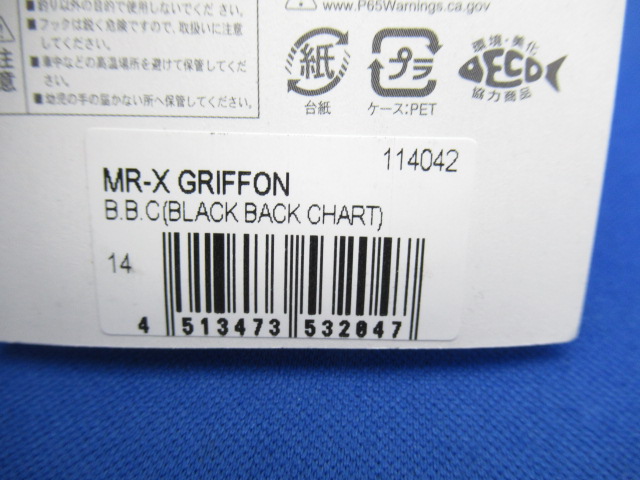 ■釣り以外の目的で使用しないでください。
■フックは鋭く危険ですので、取扱いに注意
してください。
■車中などの高温場所を避けて保管してくだ
さい。
■幼児の手の届かない所へ保管してください。
注意
www.P65Warnings.ca.gov
紙
台紙
プラ
ケース:PET
環境・美化
ECO
協力商品
114042
MR-X GRIFFON
B.B.C(BLACK BACK CHART)
14
4 513473 532047